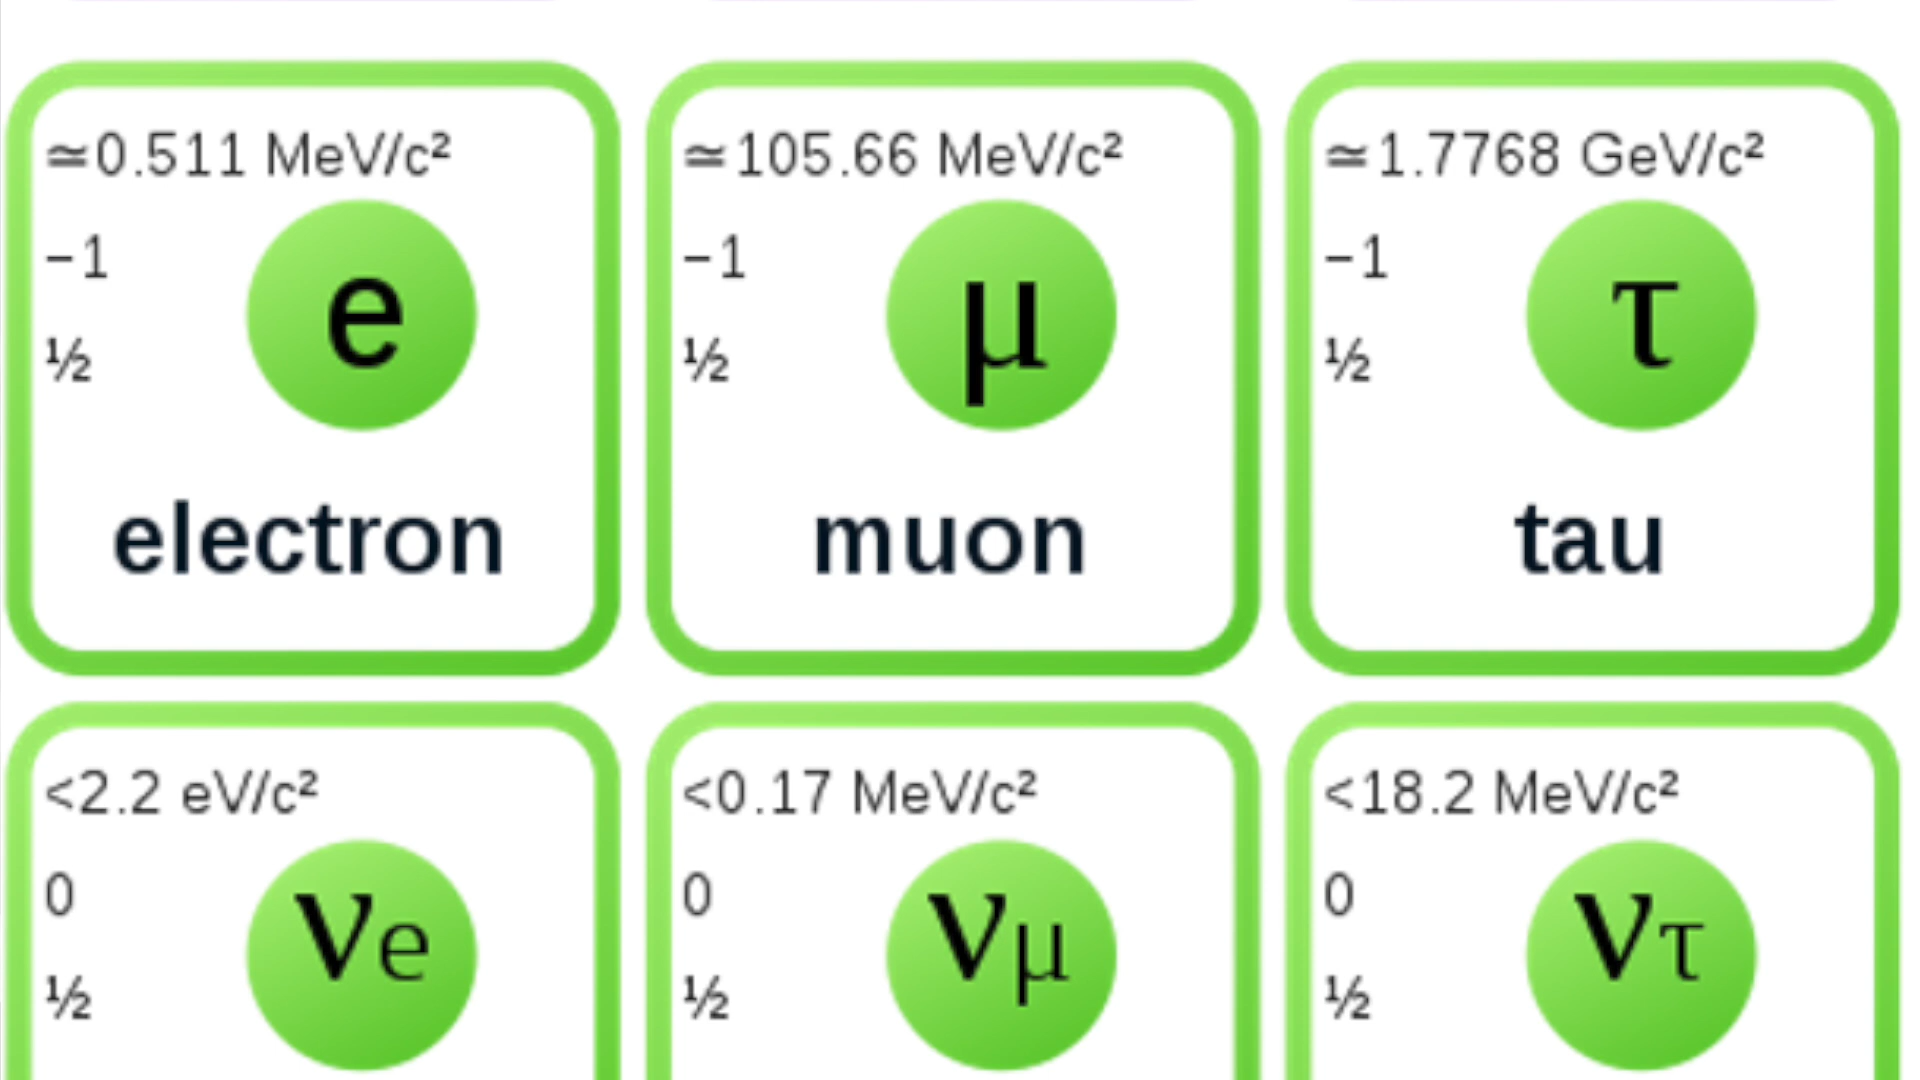 ≃0.511 MeV/c²
−1
½
e
electron
≃105.66 MeV/c²
−1
½
μ
muon
≃1.7768 GeV/c²
−1
½
τ
tau
<2.2 eV/c²
0
½
νe
<0.17 MeV/c²
0
½
νμ
<18.2 MeV/c²
0
½
ντ